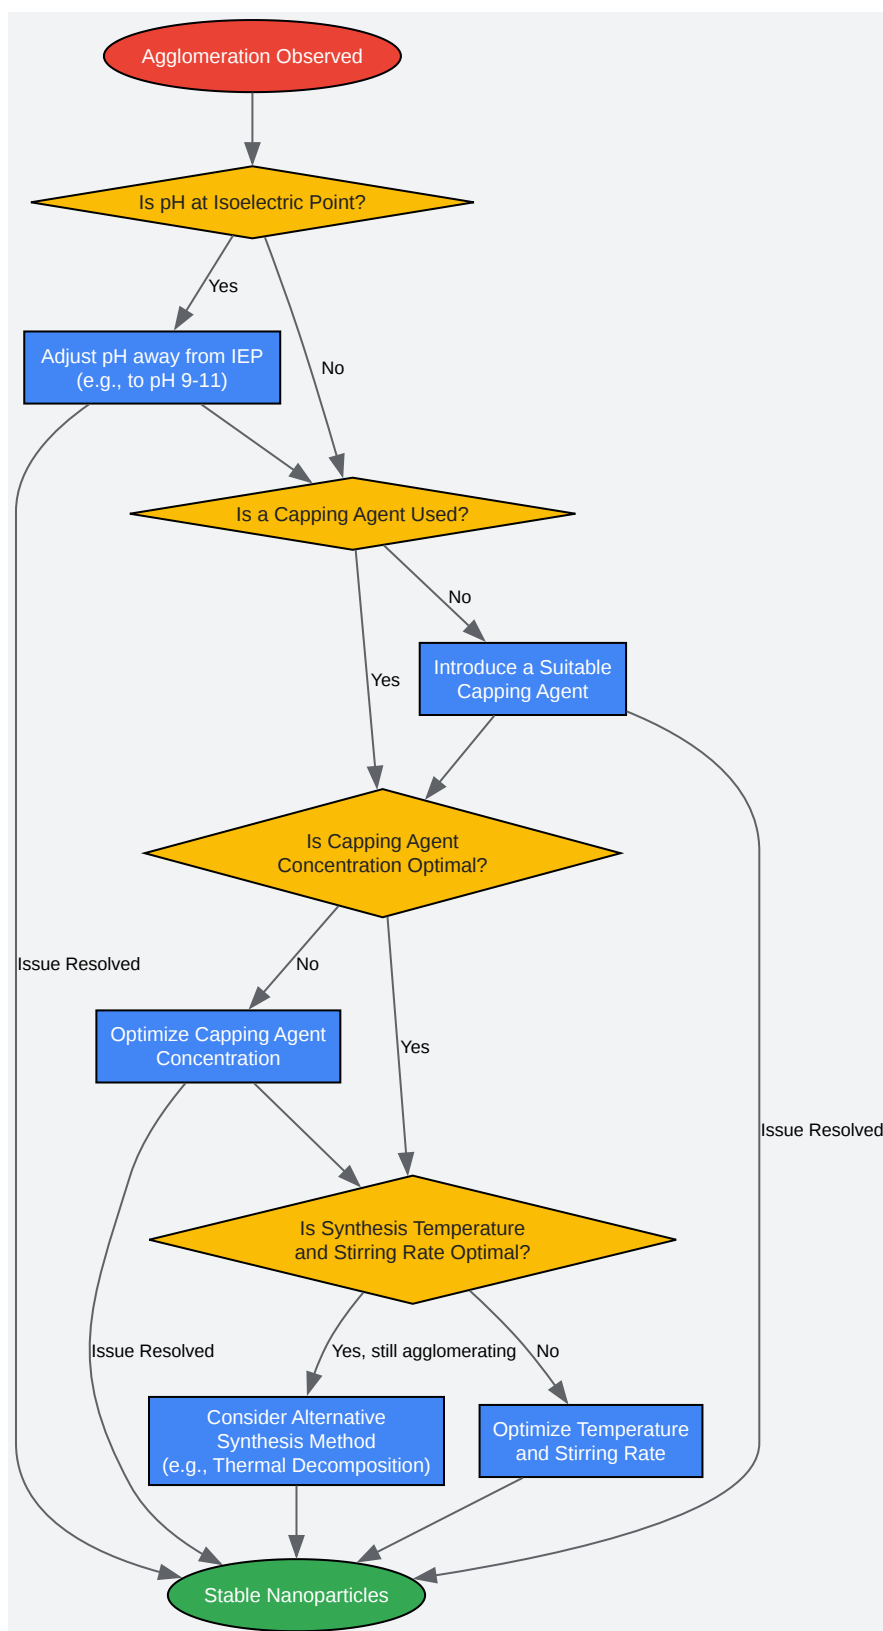 Agglomeration Observed
Is pH at Isoelectric Point?
Yes
Adjust pH away from IEP
(e.g., to pH 9-11)
No
Is a Capping Agent Used?
No
Introduce a Suitable
Capping Agent
Yes
Is Capping Agent
Concentration Optimal?
Issue Resolved
No
Optimize Capping Agent
Concentration
Yes
Issue Resolved
Is Synthesis Temperature
and Stirring Rate Optimal?
Issue Resolved
Yes, still agglomerating
No
Consider Alternative
Synthesis Method
(e.g., Thermal Decomposition)
Optimize Temperature
and Stirring Rate
Stable Nanoparticles